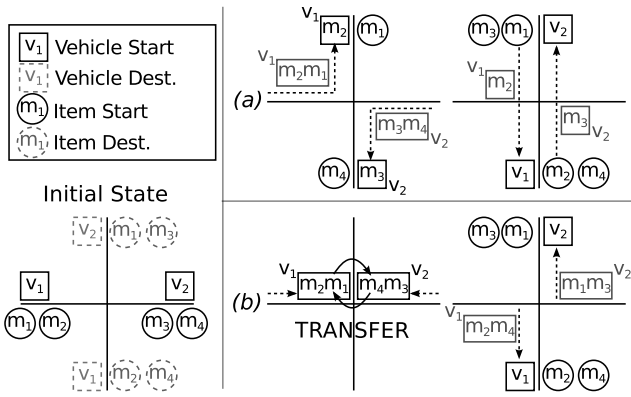 v1 Vehicle Start
v1 Vehicle Dest.
m1 Item Start
m1 Item Dest.
Initial State
v2 m1 m3
v1 v2
m1 m2 m3 m4
v1 m2 m4
(a)
v1 m2 m1
v1 m2m1
m3m4 v2
m4 m3 v2
m3 m1 v2
v1 m2
m3 v2
v1 m2 m4
(b)
v1 m2m1 m4m3 v2
TRANSFER
m3 m1 v2
m1m3 v2
v1 m2m4
v1 m2 m4